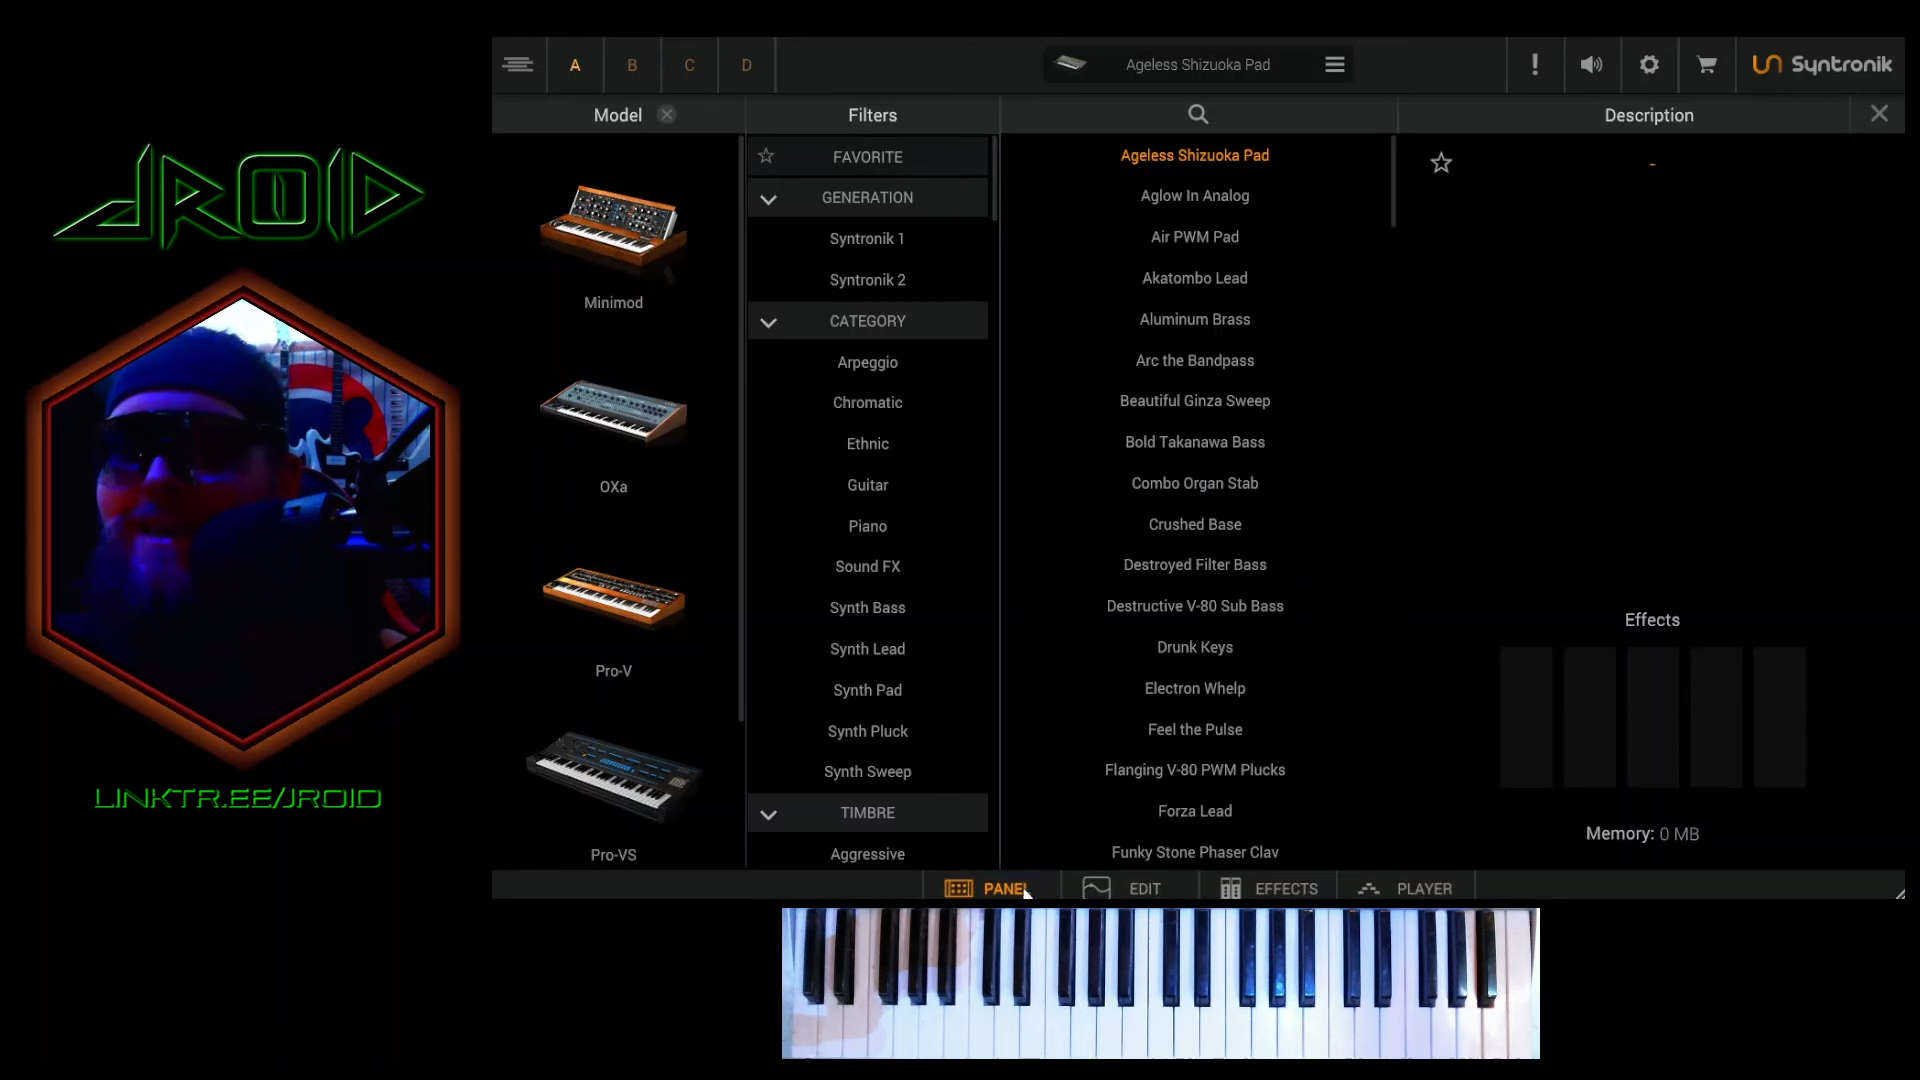 A
B
C
D
Ageless Shizuoka Pad
Syntronik
Model
Filters
Description
JROID
LINKTR.EE/JROID
Minimod
OXa
Pro-V
Pro-VS
FAVORITE
GENERATION
Syntronik 1
Syntronik 2
CATEGORY
Arpeggio
Chromatic
Ethnic
Guitar
Piano
Sound FX
Synth Bass
Synth Lead
Synth Pad
Synth Pluck
Synth Sweep
TIMBRE
Aggressive
Ageless Shizuoka Pad
Aglow In Analog
Air PWM Pad
Akatombo Lead
Aluminum Brass
Arc the Bandpass
Beautiful Ginza Sweep
Bold Takanawa Bass
Combo Organ Stab
Crushed Base
Destroyed Filter Bass
Destructive V-80 Sub Bass
Drunk Keys
Electron Whelp
Feel the Pulse
Flanging V-80 PWM Plucks
Forza Lead
Funky Stone Phaser Clav
-
Effects
Memory: 0 MB
PANEL
EDIT
EFFECTS
PLAYER